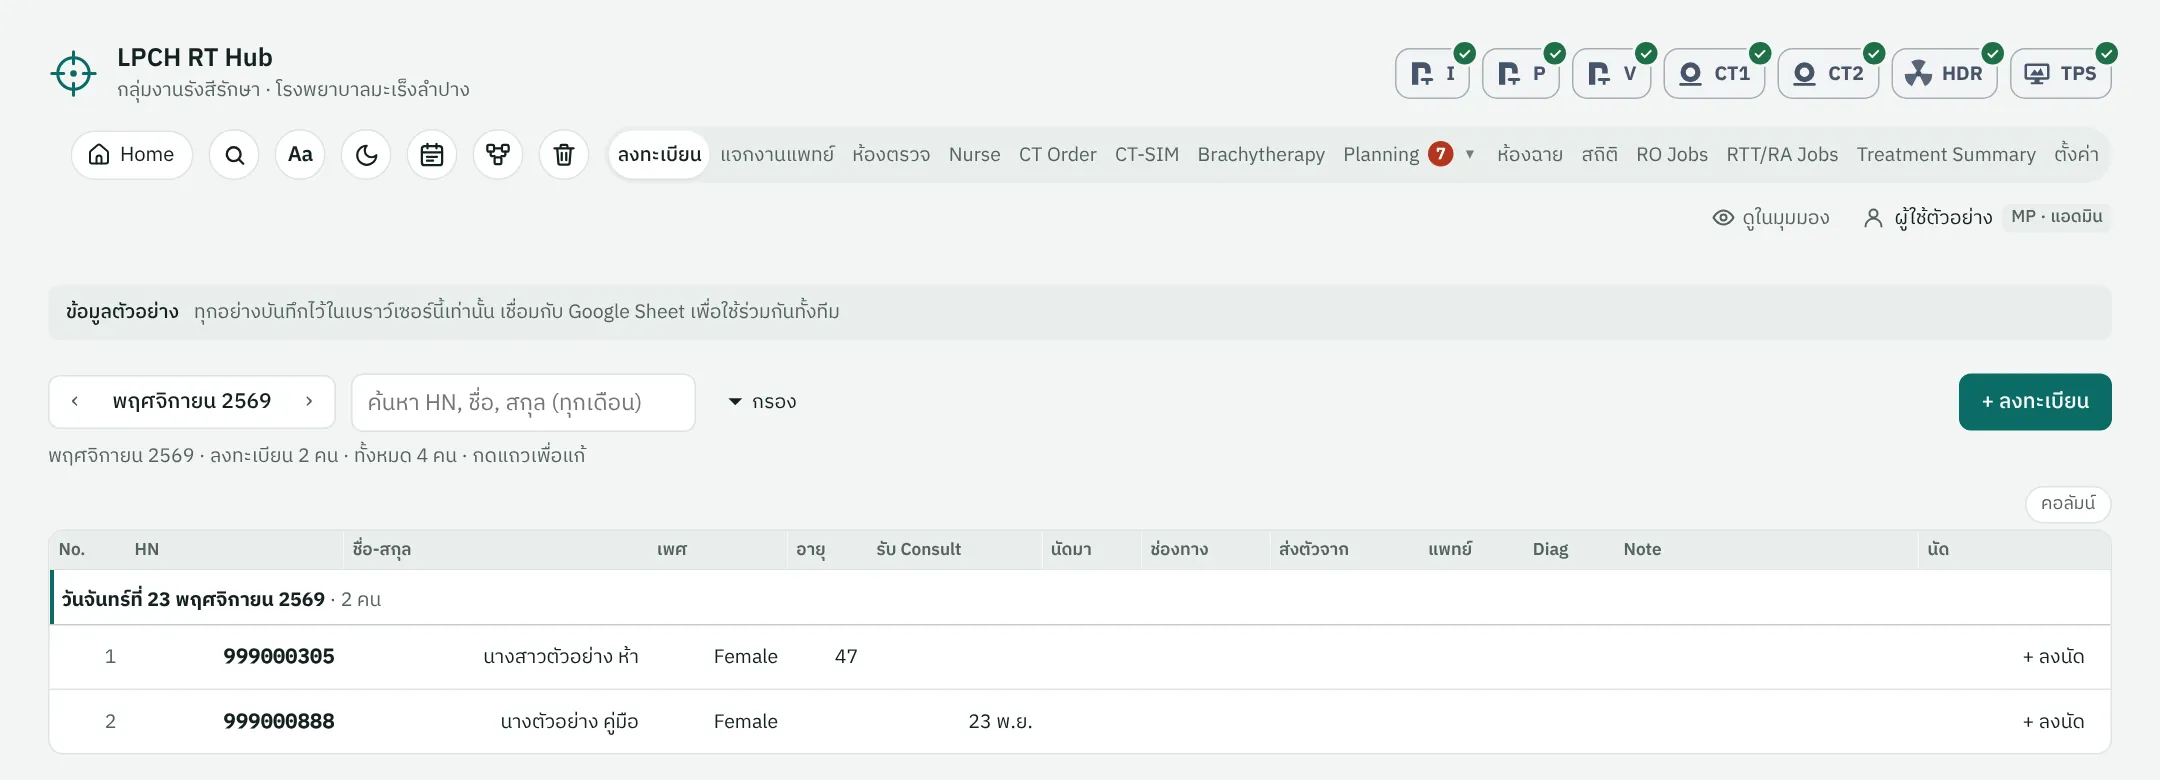 LPCH RT Hub
กลุ่มงานรังสีรักษา · โรงพยาบาลมะเร็งลำปาง
I P V CT1 CT2 HDR TPS
Home Aa ลงทะเบียน แจกงานแพทย์ ห้องตรวจ Nurse CT Order CT-SIM Brachytherapy Planning 7 ▼ ห้องฉาย สถิติ RO Jobs RTT/RA Jobs Treatment Summary ตั้งค่า
ดูในมุมมอง ผู้ใช้ตัวอย่าง MP · แอดมิน
ข้อมูลตัวอย่าง ทุกอย่างบันทึกไว้ในเบราว์เซอร์นี้เท่านั้น เชื่อมกับ Google Sheet เพื่อใช้ร่วมกันทั้งทีม
‹ พฤศจิกายน 2569 › ค้นหา HN, ชื่อ, สกุล (ทุกเดือน) ▼ กรอง + ลงทะเบียน
พฤศจิกายน 2569 · ลงทะเบียน 2 คน · ทั้งหมด 4 คน · กดแถวเพื่อแก้
คอลัมน์
No. HN ชื่อ-สกุล เพศ อายุ รับ Consult นัดมา ช่องทาง ส่งตัวจาก แพทย์ Diag Note นัด
วันจันทร์ที่ 23 พฤศจิกายน 2569 · 2 คน
1 999000305 นางสาวตัวอย่าง ห้า Female 47 + ลงนัด
2 999000888 นางตัวอย่าง คู่มือ Female 23 พ.ย. + ลงนัด